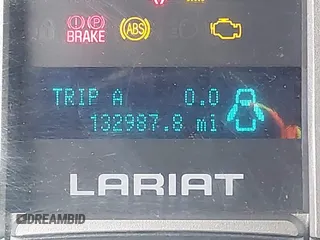 (!) (P)
BRAKE
ABS
TRIP A 0.0
132987.8 mi
LARIAT
DREAMBID